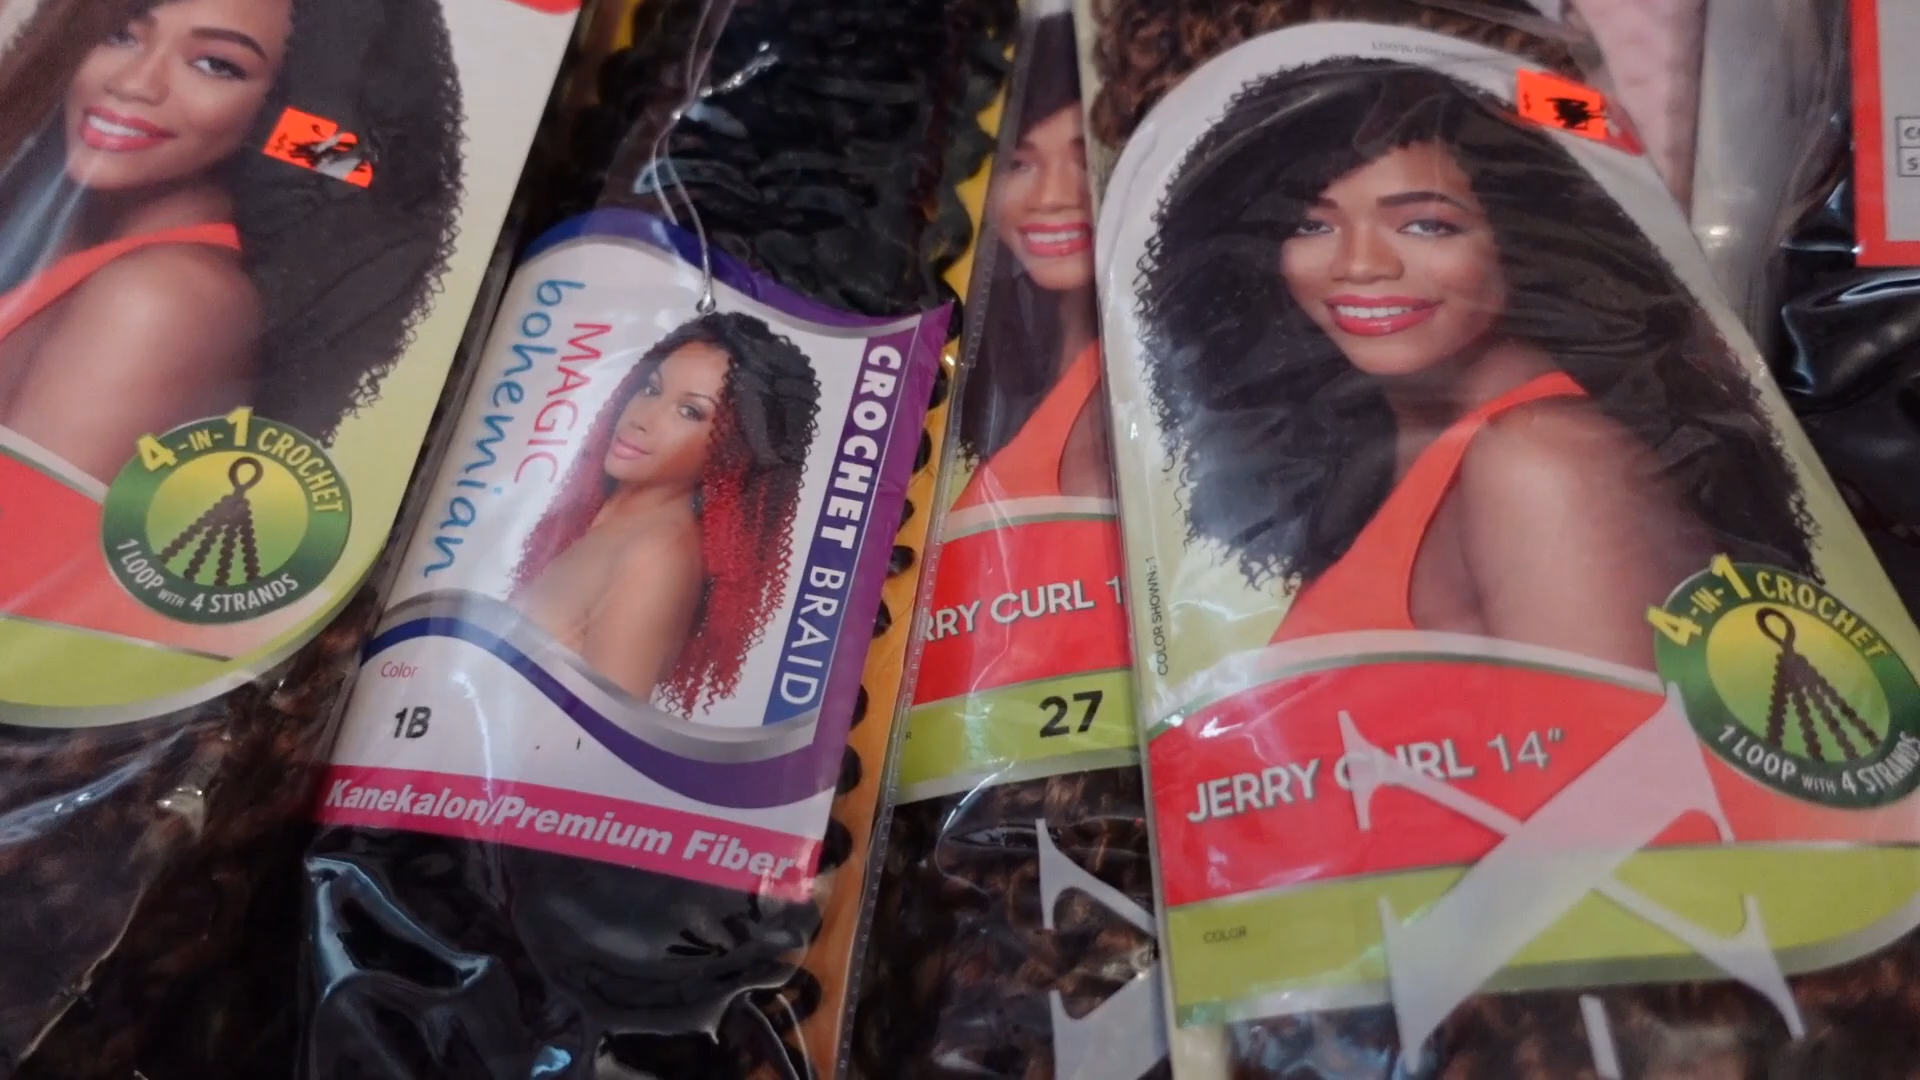 4-IN-1 CROCHET
1 LOOP WITH 4 STRANDS
bohemian
MAGIC
CROCHET BRAID
Color
1B
Kanekalon/Premium Fiber
RRY CURL 1
27
COLOR SHOWN: 1
JERRY CURL 14"
COLOR
4-IN-1 CROCHET
1 LOOP WITH 4 STRANDS